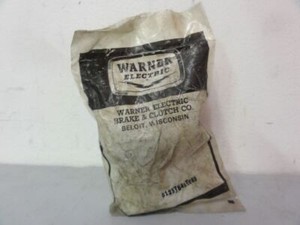 WARNER
ELECTRIC
WARNER ELECTRIC
BRAKE & CLUTCH CO.
BELOIT, WISCONSIN